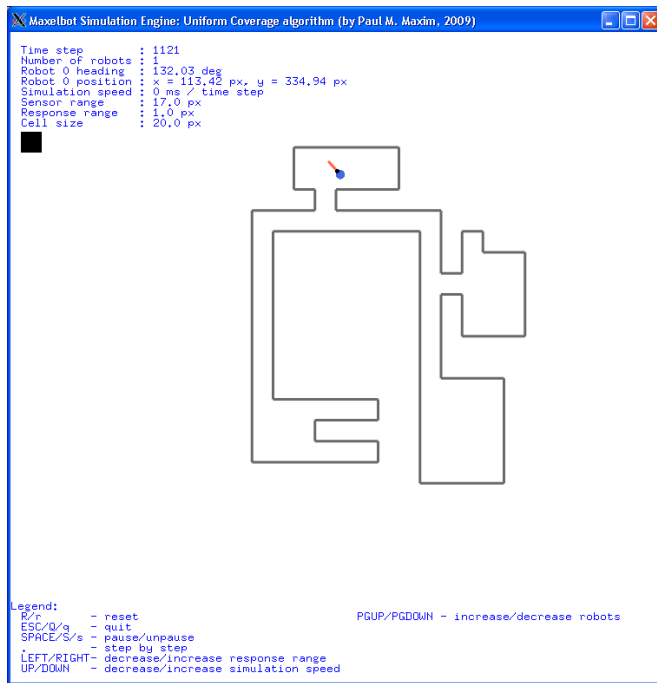 Maxelbot Simulation Engine: Uniform Coverage algorithm (by Paul M. Maxim, 2009)
Time step : 1121
Number of robots : 1
Robot 0 heading : 132.03 deg
Robot 0 position : x = 113.42 px, y = 334.94 px
Simulation speed : 0 ms / time step
Sensor range : 17.0 px
Response range : 1.0 px
Cell size : 20.0 px
Legend:
R/r - reset
PGUP/PGDOWN - increase/decrease robots
ESC/Q/q - quit
SPACE/S/s - pause/unpause
. - step by step
LEFT/RIGHT- decrease/increase response range
UP/DOWN - decrease/increase simulation speed